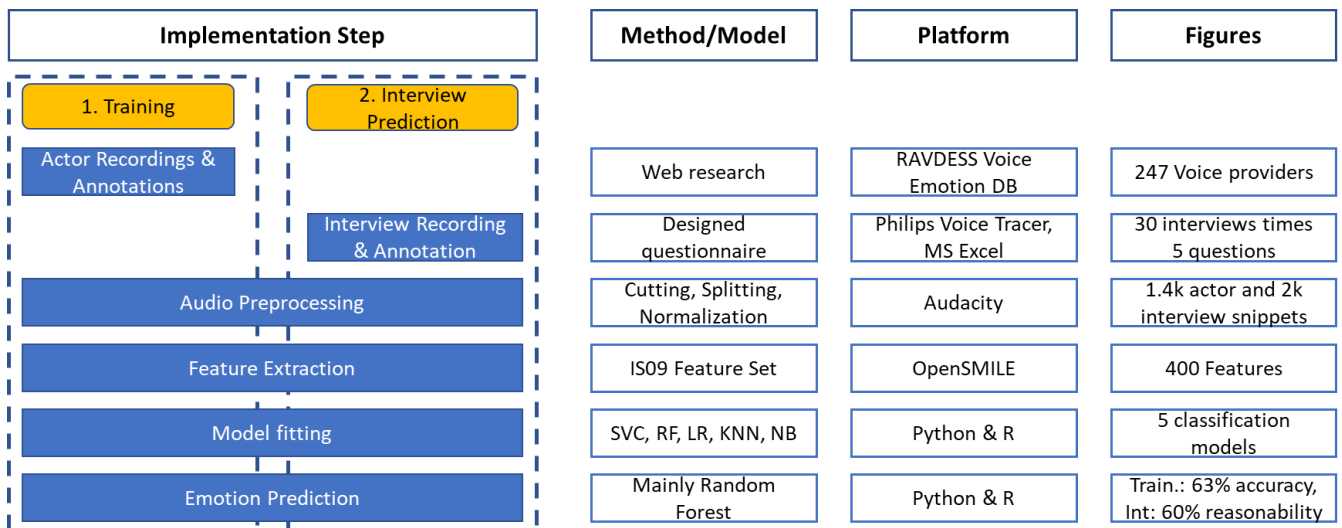 Implementation Step
Method/Model
Platform
Figures
1. Training
2. Interview
Prediction
Actor Recordings &
Annotations
Web research
RAVDESS Voice
Emotion DB
247 Voice providers
Interview Recording
& Annotation
Designed
questionnaire
Philips Voice Tracer,
MS Excel
30 interviews times
5 questions
Audio Preprocessing
Cutting, Splitting,
Normalization
Audacity
1.4k actor and 2k
interview snippets
Feature Extraction
IS09 Feature Set
OpenSMILE
400 Features
Model fitting
SVC, RF, LR, KNN, NB
Python & R
5 classification
models
Emotion Prediction
Mainly Random
Forest
Python & R
Train.: 63% accuracy,
Int: 60% reasonability